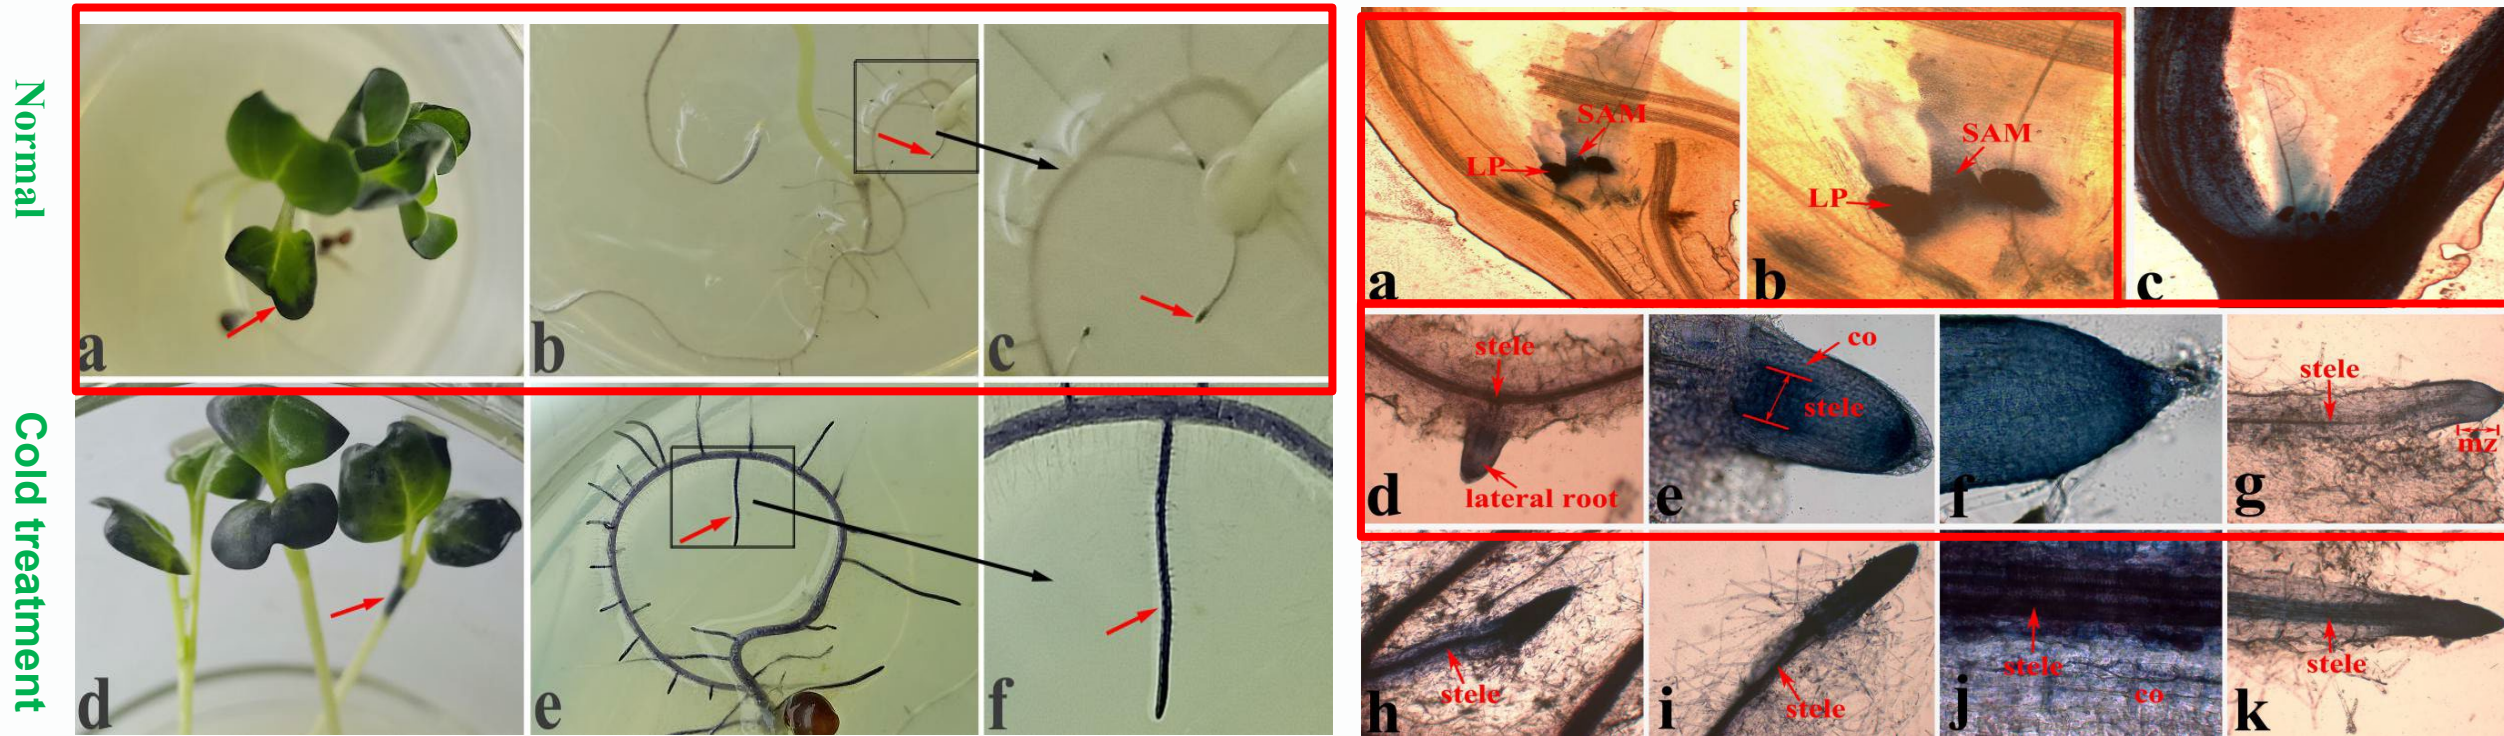 Normal
a
b
c
Cold treatment
d
e
f
SAM
LP
a
SAM
LP
b
c
stele
lateral root
d
co
stele
e
f
stele
mz
g
stele
h
stele
i
stele
co
j
stele
k